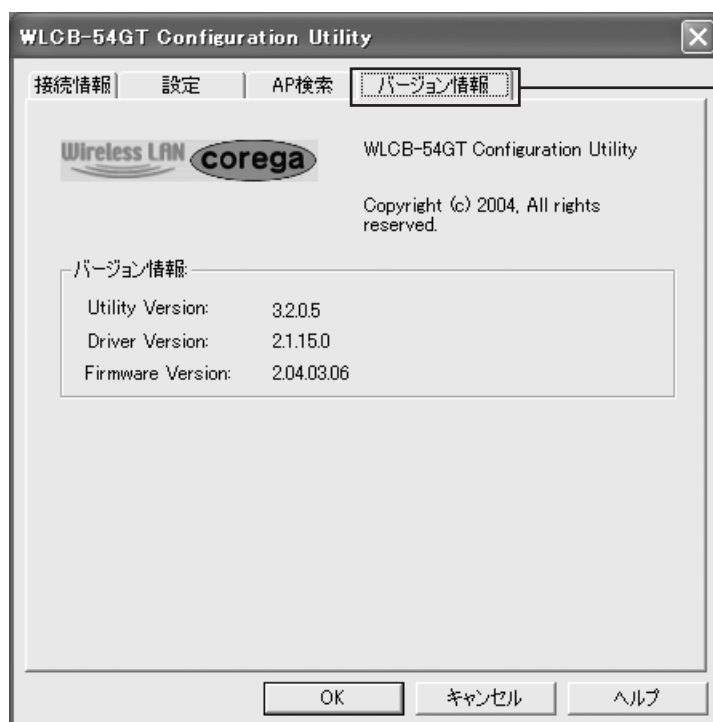 WLCB-54GT Configuration Utility
接続情報 設定 AP検索 バージョン情報
Wireless LAN corega
WLCB-54GT Configuration Utility
Copyright (c) 2004, All rights
reserved.
バージョン情報:
Utility Version: 3.2.0.5
Driver Version: 2.1.15.0
Firmware Version: 2.04.03.06
OK キャンセル ヘルプ